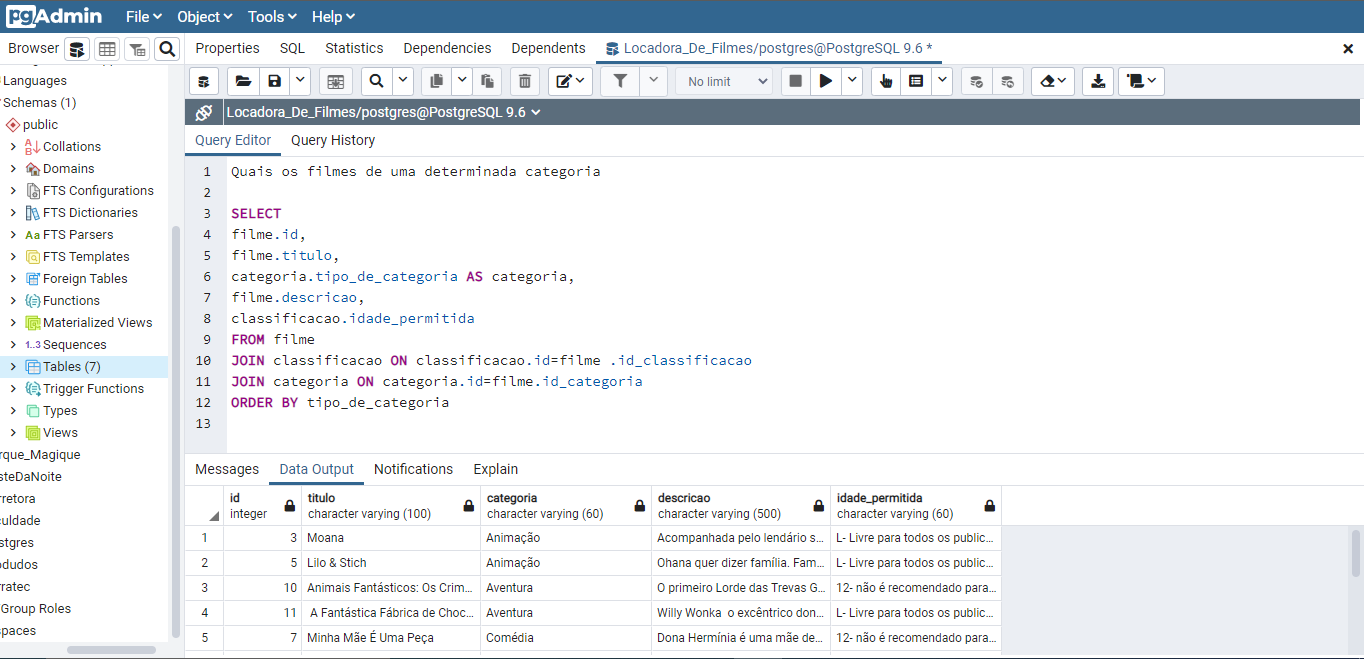 pgAdmin File Object Tools Help
Browser Properties SQL Statistics Dependencies Dependents Locadora_De_Filmes/postgres@PostgreSQL 9.6 *
No limit
Locadora_De_Filmes/postgres@PostgreSQL 9.6
Query Editor Query History
Languages
Schemas (1)
public
Collations
Domains
FTS Configurations
FTS Dictionaries
Aa FTS Parsers
FTS Templates
Foreign Tables
Functions
Materialized Views
1..3 Sequences
Tables (7)
Trigger Functions
Types
Views
rque_Magique
steDaNoite
rretora
culdade
stgres
odudos
rratec
Group Roles
spaces
1 Quais os filmes de uma determinada categoria
2
3 SELECT
4 filme.id,
5 filme.titulo,
6 categoria.tipo_de_categoria AS categoria,
7 filme.descricao,
8 classificacao.idade_permitida
9 FROM filme
10 JOIN classificacao ON classificacao.id=filme .id_classificacao
11 JOIN categoria ON categoria.id=filme.id_categoria
12 ORDER BY tipo_de_categoria
13
Messages Data Output Notifications Explain
id titulo categoria descricao idade_permitida
integer character varying (100) character varying (60) character varying (500) character varying (60)
1 3 Moana Animação Acompanhada pelo lendário s... L- Livre para todos os public...
2 5 Lilo & Stich Animação Ohana quer dizer família. Fam... L- Livre para todos os public...
3 10 Animais Fantásticos: Os Crim... Aventura O primeiro Lorde das Trevas G... 12- não é recomendado para...
4 11 A Fantástica Fábrica de Choc... Aventura Willy Wonka o excêntrico don... L- Livre para todos os public...
5 7 Minha Mãe É Uma Peça Comédia Dona Hermínia é uma mãe de... 12- não é recomendado para...